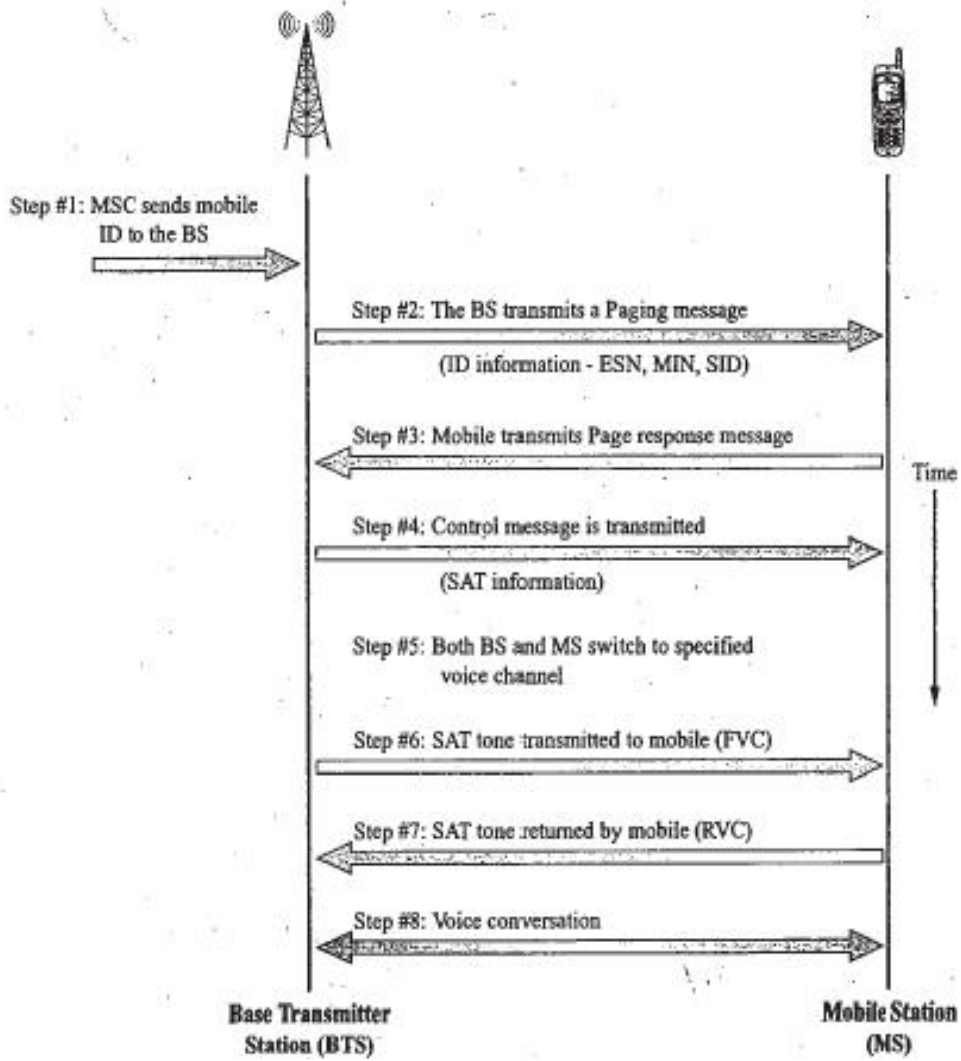 Step #1: MSC sends mobile
ID to the BS
Step #2: The BS transmits a Paging message
(ID information - ESN, MIN, SID)
Step #3: Mobile transmits Page response message
Time
Step #4: Control message is transmitted
(SAT information)
Step #5: Both BS and MS switch to specified
voice channel
Step #6: SAT tone transmitted to mobile (FVC)
Step #7: SAT tone returned by mobile (RVC)
Step #8: Voice conversation
Base Transmitter
Station (BTS)
Mobile Station
(MS)